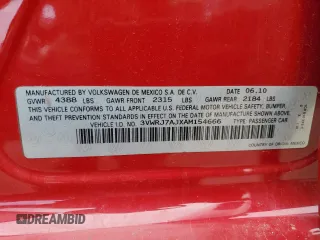 MANUFACTURED BY VOLKSWAGEN DE MEXICO S.A. DE C.V. DATE 06.10
GVWR 4388 LBS GAWR FRONT 2315 LBS GAWR REAR 2184 LBS
THIS VEHICLE CONFORMS TO ALL APPLICABLE U.S. FEDERAL MOTOR VEHICLE SAFETY, BUMPER,
AND THEFT PREVENTION STANDARDS IN EFFECT ON THE DATE OF MANUFACTURE SHOWN ABOVE.
VEHICLE I.D. NO. 3VWRJ7AJXAM154666 TYPE: PASSENGER CAR
DREAMBID